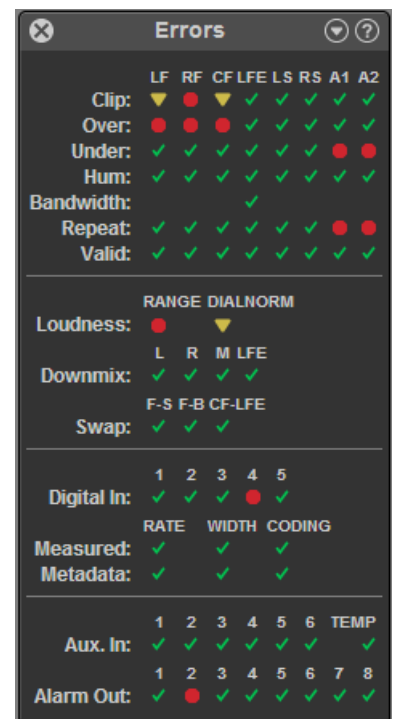 Errors ?
LF RF CF LFE LS RS A1 A2
Clip:
Over:
Under:
Hum:
Bandwidth:
Repeat:
Valid:
RANGE DIALNORM
Loudness:
L R M LFE
Downmix:
F-S F-B CF-LFE
Swap:
1 2 3 4 5
Digital In:
RATE WIDTH CODING
Measured:
Metadata:
1 2 3 4 5 6 TEMP
Aux. In:
1 2 3 4 5 6 7 8
Alarm Out: